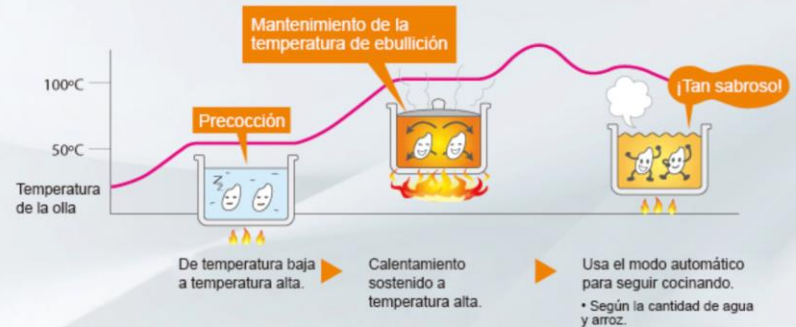 Mantenimiento de la
temperatura de ebullición
100ºC
¡Tan sabroso!
Precocción
50ºC
Temperatura
de la olla
De temperatura baja
a temperatura alta.
Calentamiento
sostenido a
temperatura alta.
Usa el modo automático
para seguir cocinando.
• Según la cantidad de agua
y arroz.